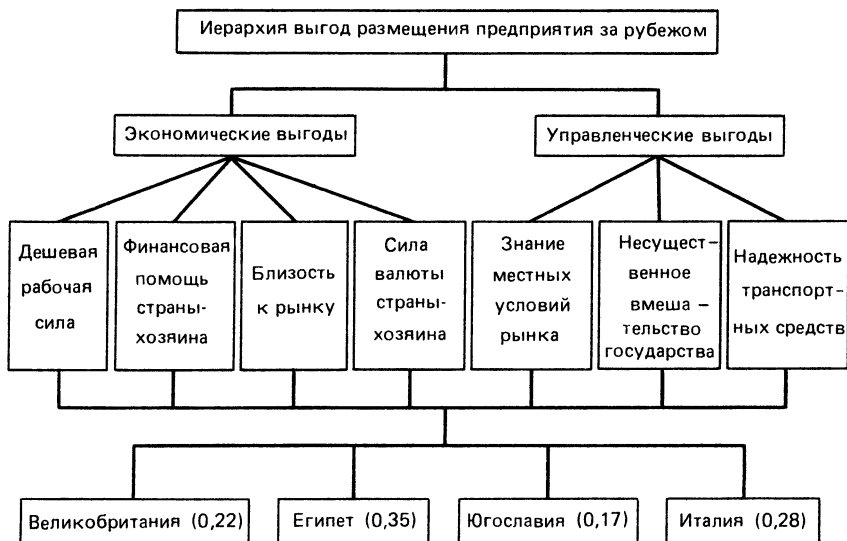 Иерархия выгод размещения предприятия за рубежом
Экономические выгоды
Управленческие выгоды
Дешевая
рабочая
сила
Финансовая
помощь
страны-
хозяина
Близость
к рынку
Сила
валюты
страны-
хозяина
Знание
местных
условий
рынка
Несущест-
венное
вмеша-
тельство
государства
Надежность
транспорт-
ных средств
Великобритания (0,22)
Египет (0,35)
Югославия (0,17)
Италия (0,28)